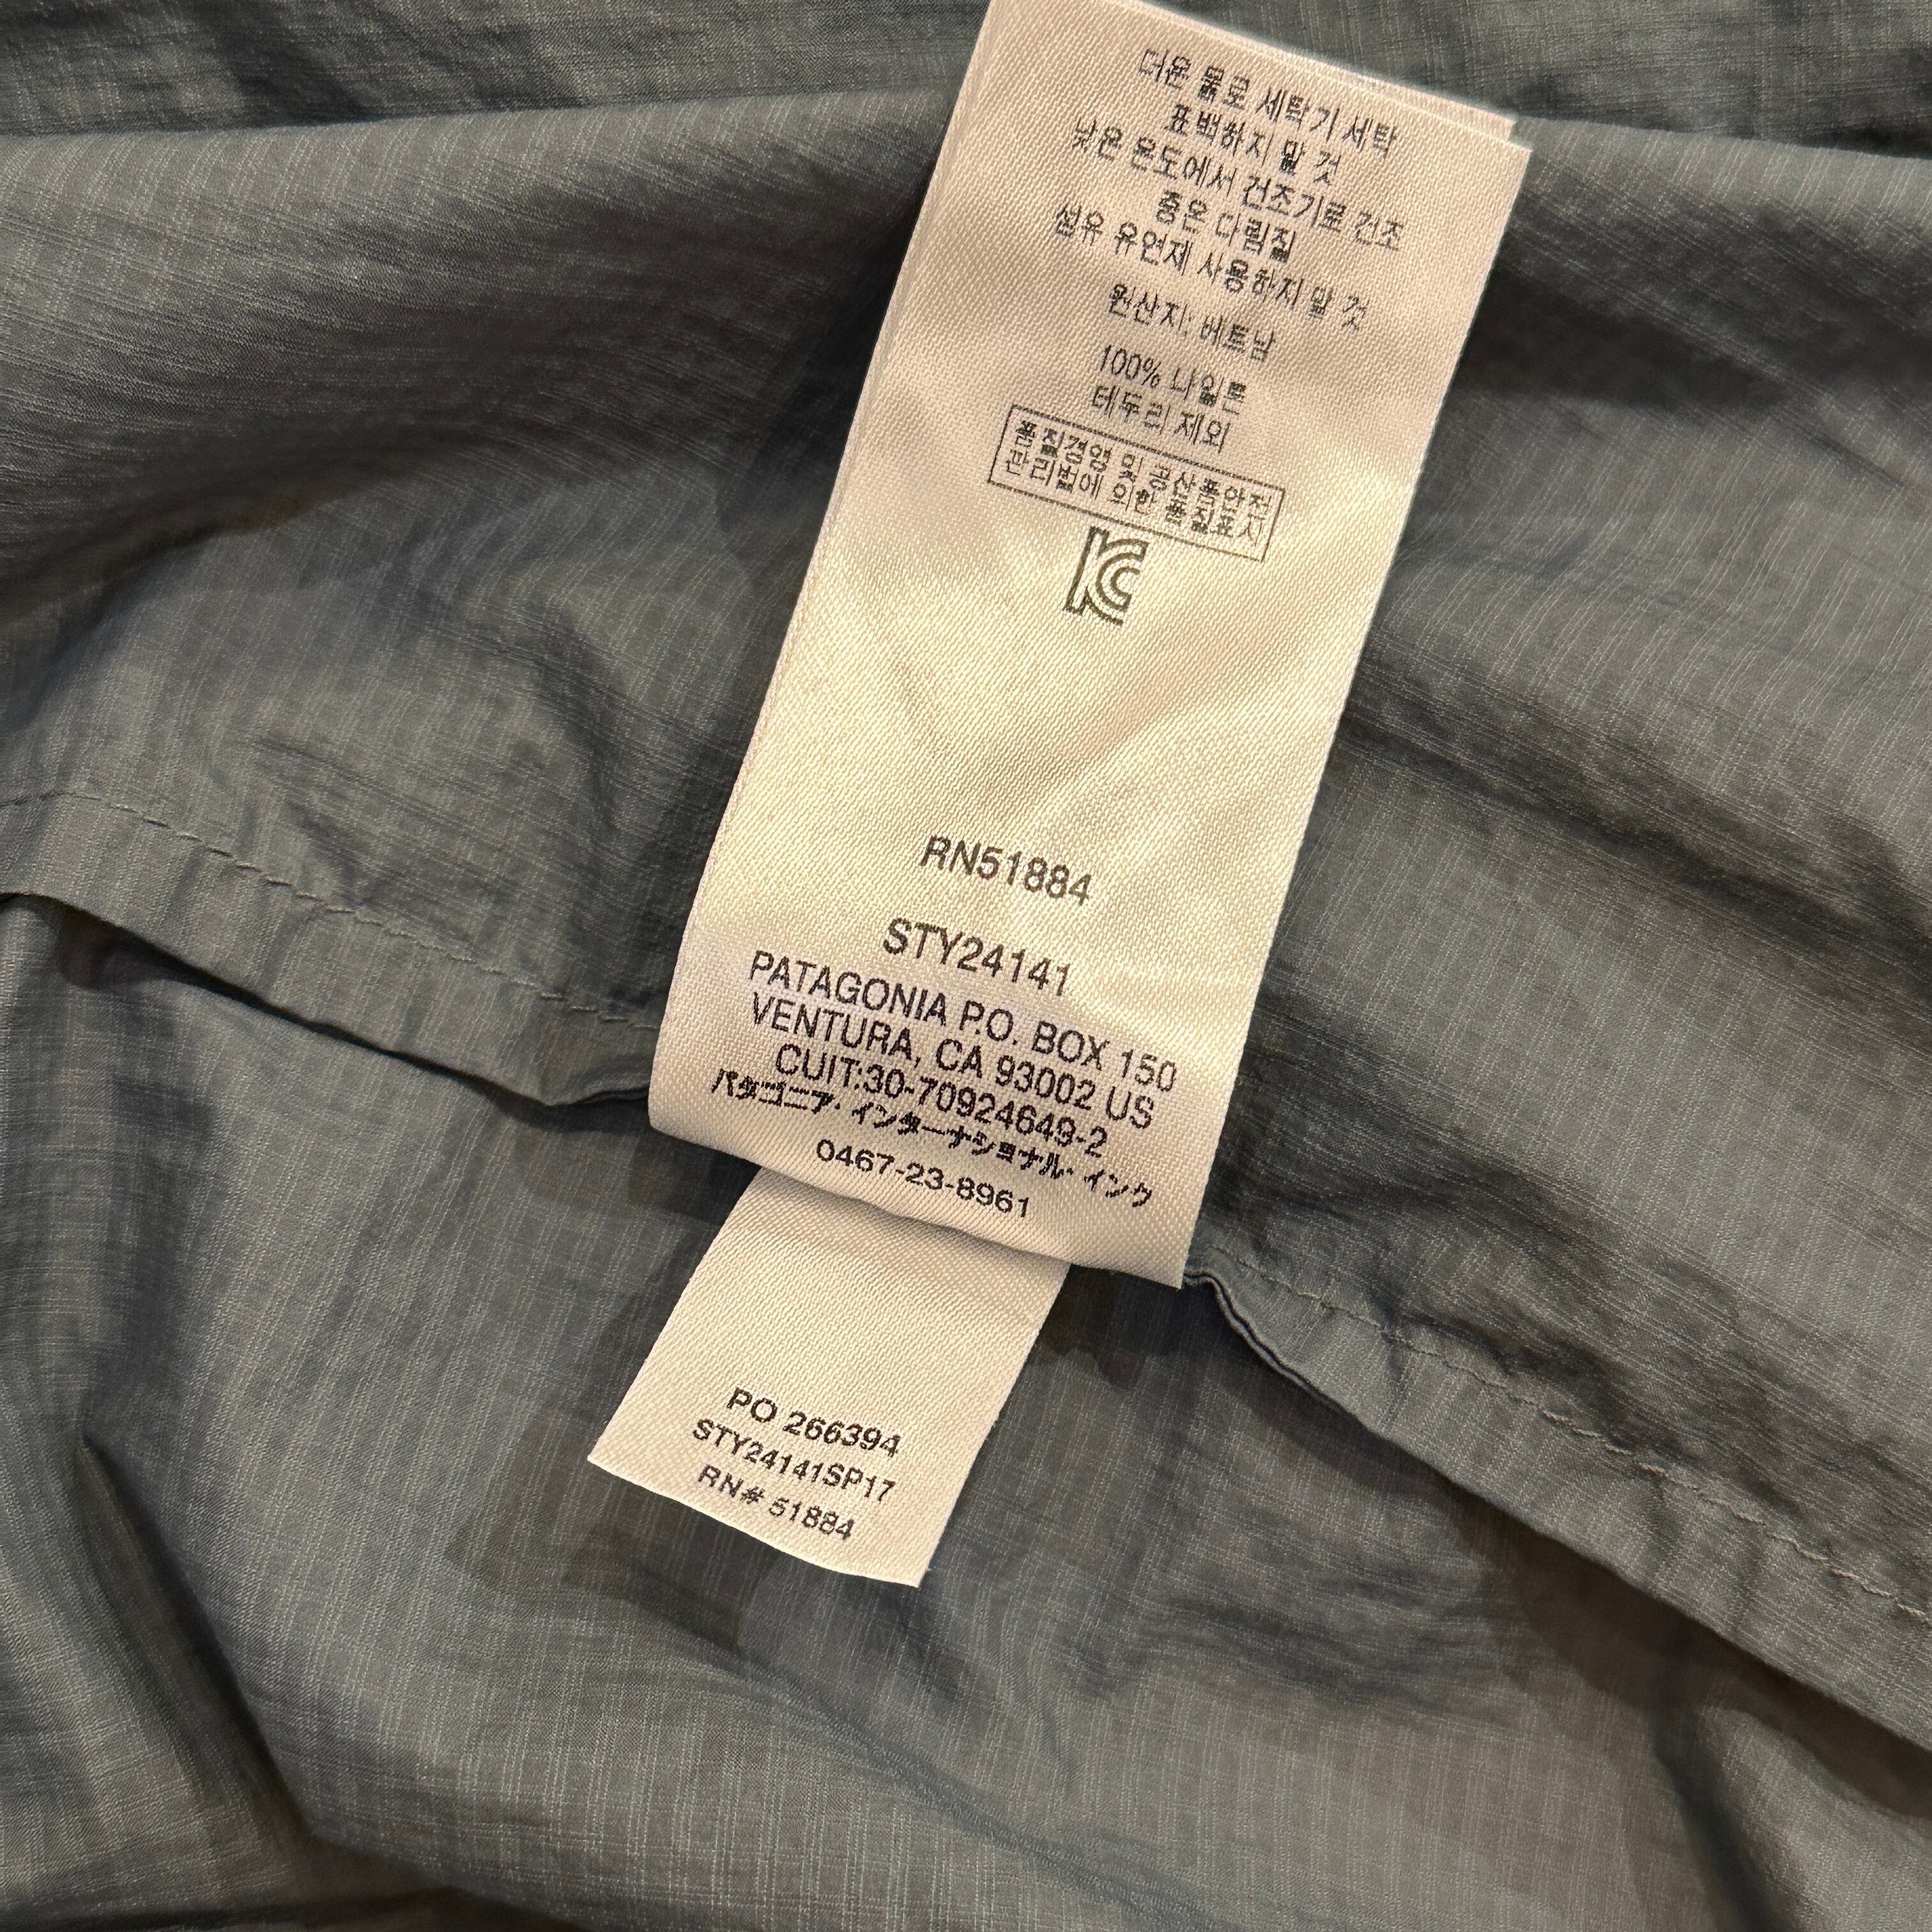 더운 물로 세탁기 세탁
표백하지 말 것
낮은 온도에서 건조기로 건조
중온 다림질
섬유 유연제 사용하지 말 것
원산지: 베트남
100% 나일론
테두리 제외
품질경영 및 공산품안전
관리법에 의한 품질표시
KC
RN51884
STY24141
PATAGONIA P.O. BOX 150
VENTURA, CA 93002 US
CUIT:30-70924649-2
パタゴニア・インターナショナル・インク
0467-23-8961
PO 266394
STY24141SP17
RN# 51884